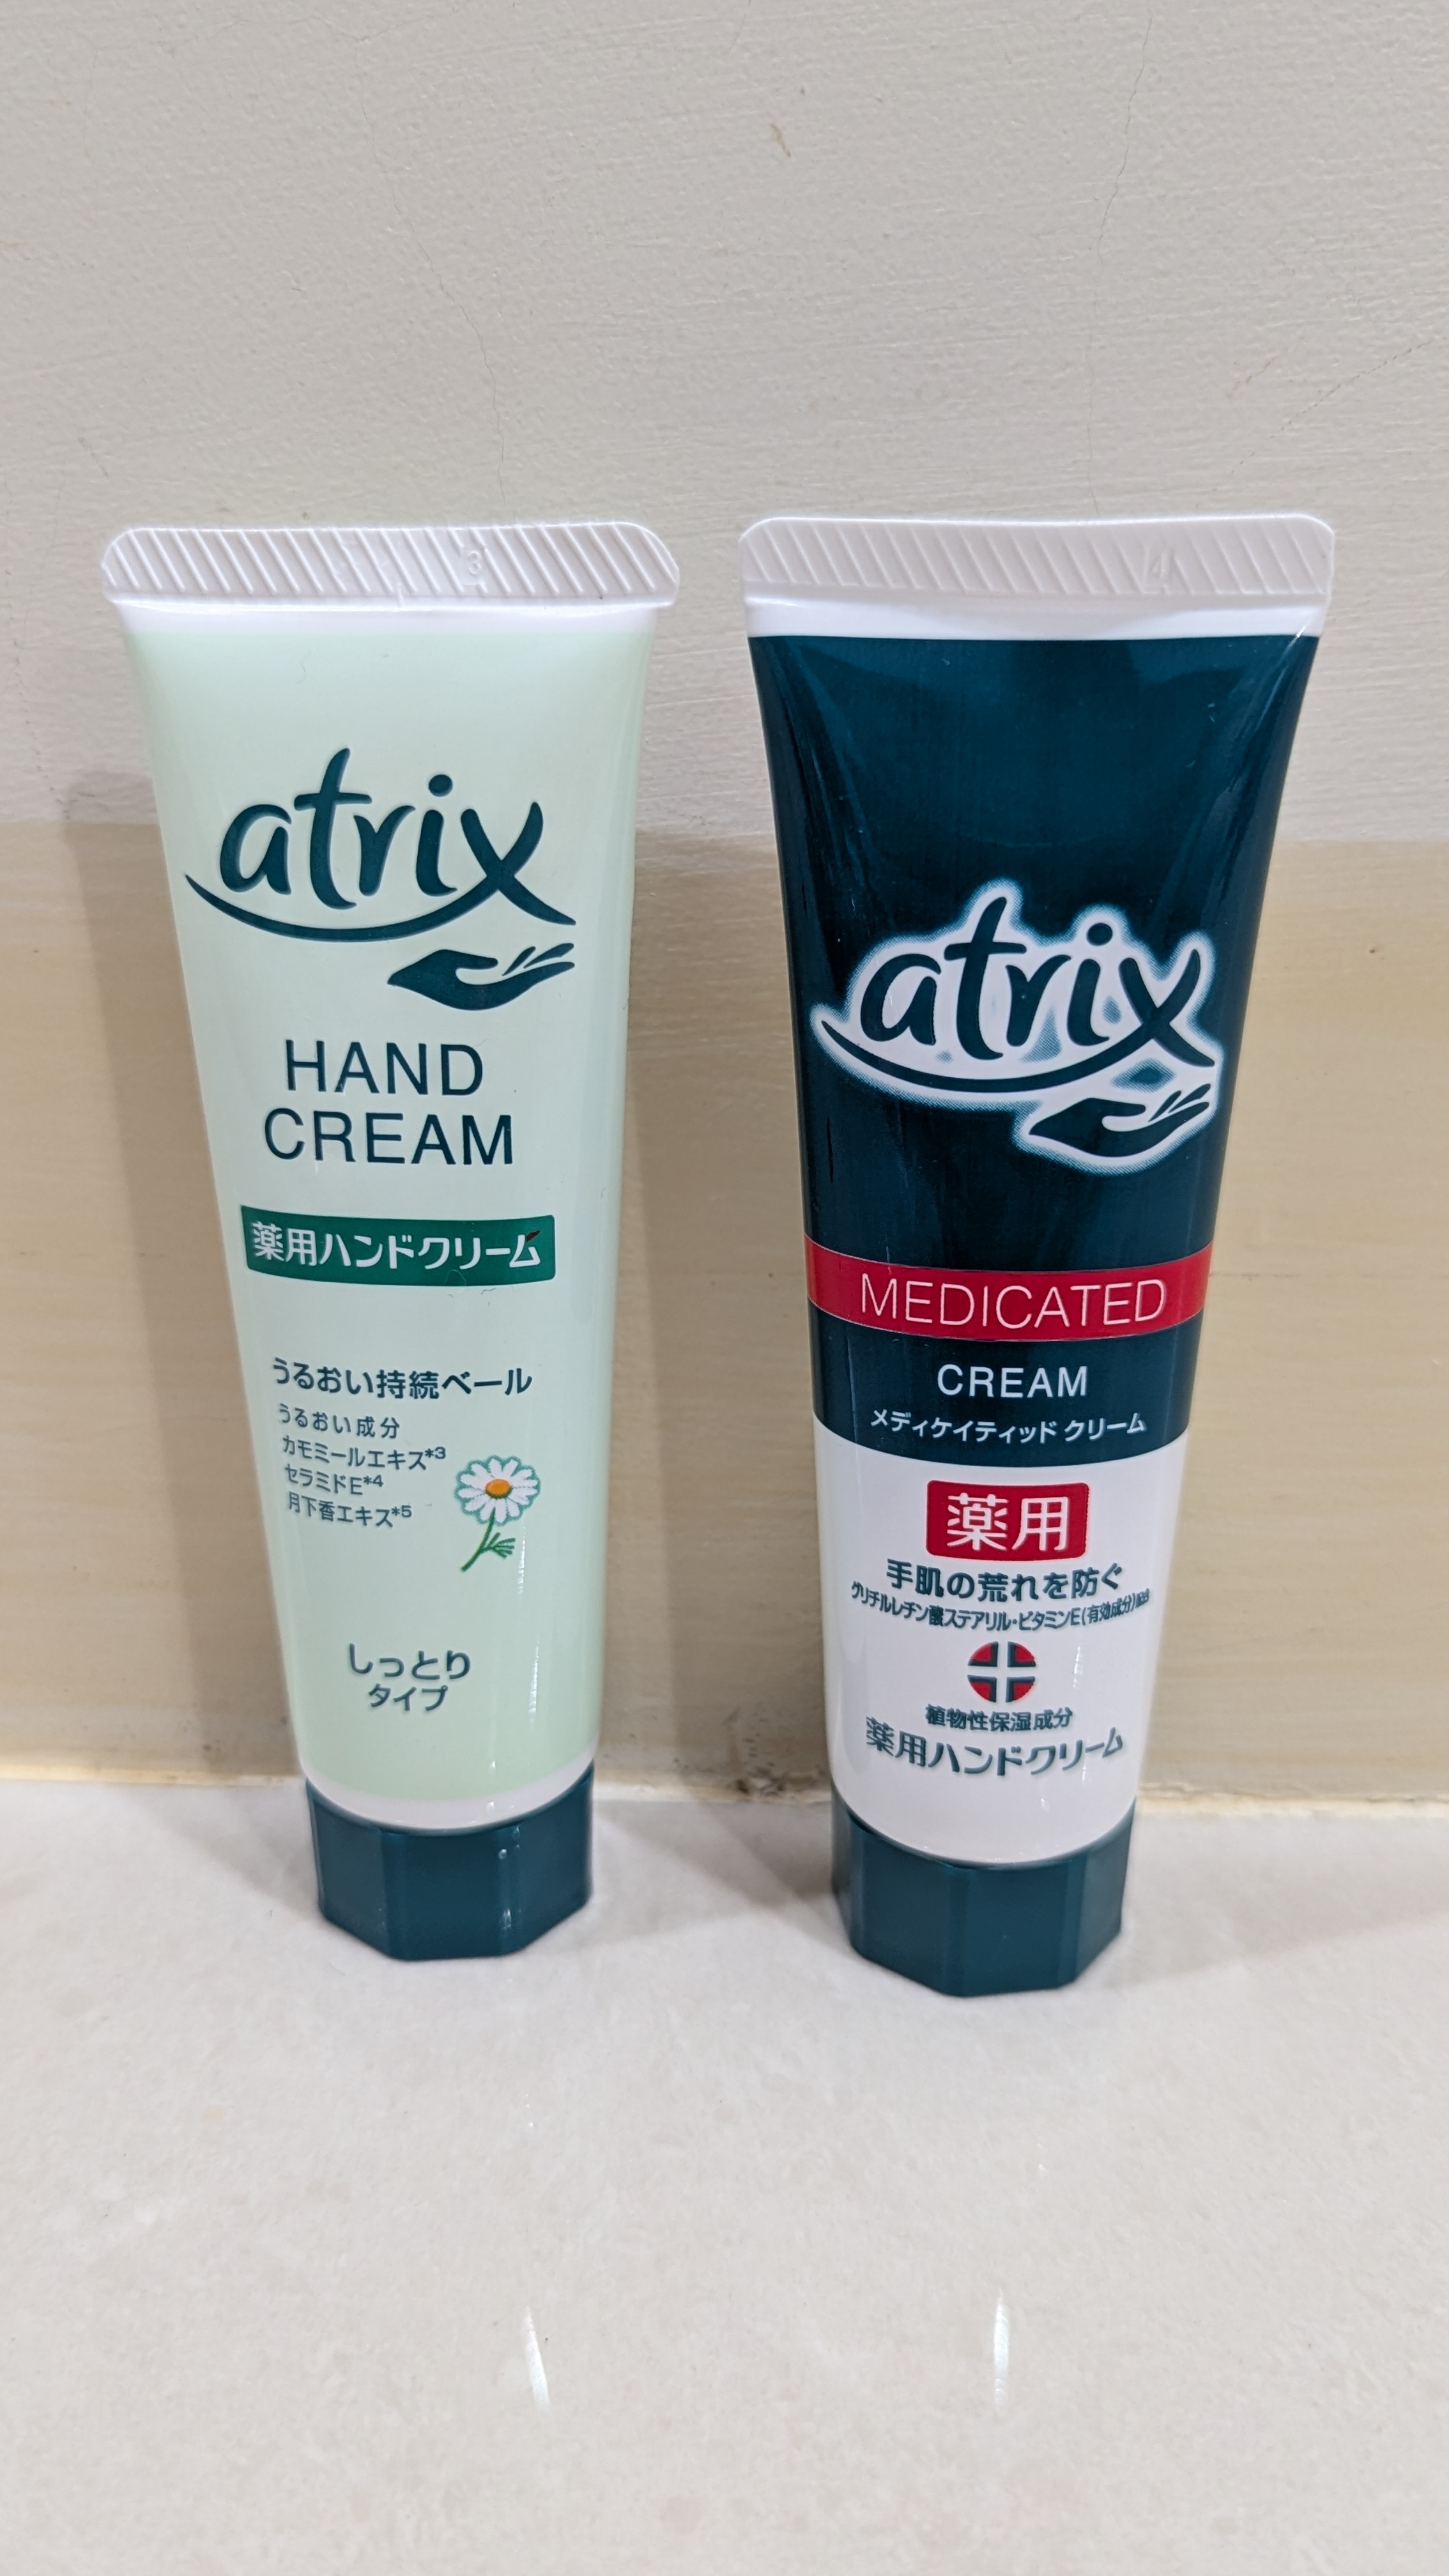 3
atrix
HAND
CREAM
薬用ハンドクリーム
うるおい持続ベール
うるおい成分
カモミールエキス*3
セラミドE*4
月下香エキス*5
しっとり
タイプ
4
atrix
MEDICATED
CREAM
メディケイティッド クリーム
薬用
手肌の荒れを防ぐ
グリチルレチン酸ステアリル・ビタミンE(有効成分)配合
植物性保湿成分
薬用ハンドクリーム